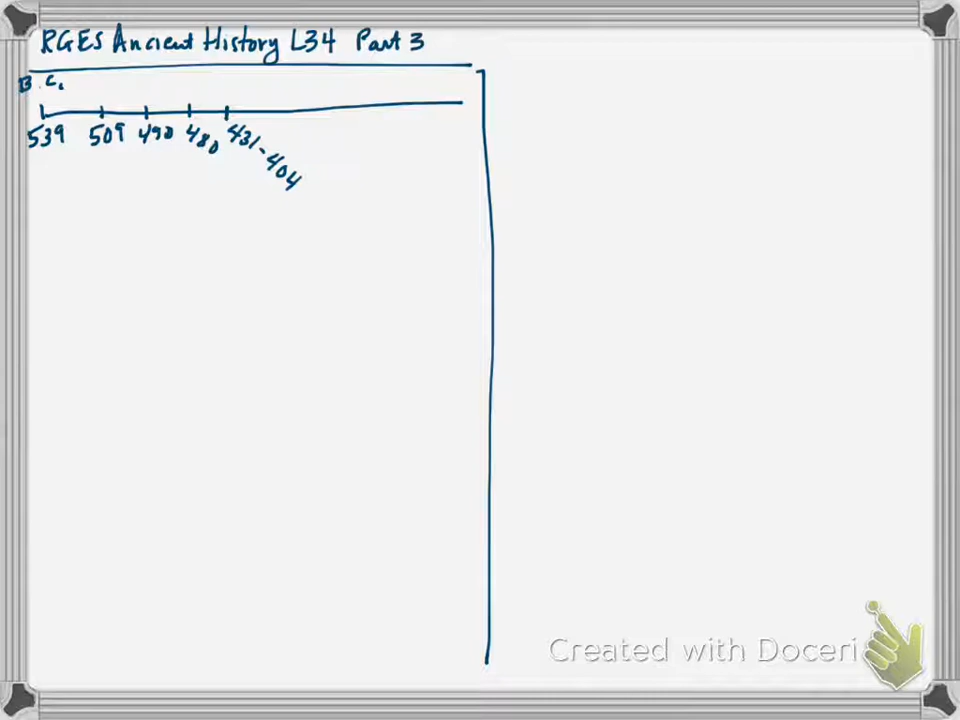 RGES Ancient History L34 Part 3
B.C.
539 509 490 480 431-404
Created with Doceri